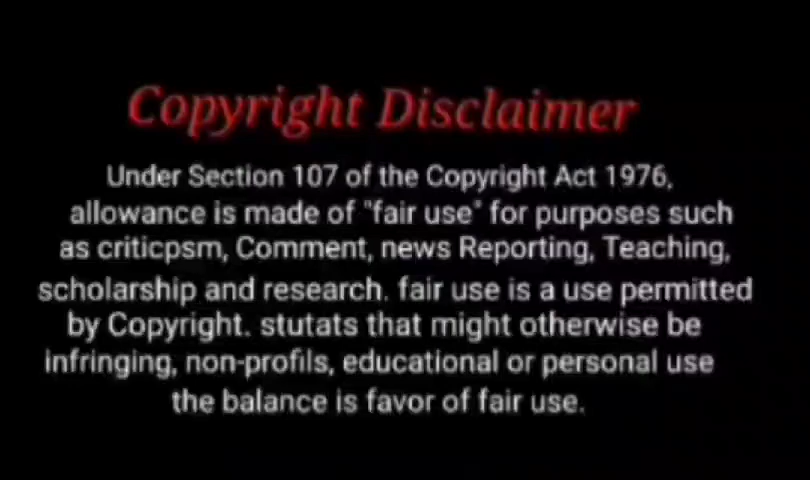 Copyright Disclaimer
Under Section 107 of the Copyright Act 1976,
allowance is made of "fair use" for purposes such
as criticpsm, Comment, news Reporting, Teaching,
scholarship and research. fair use is a use permitted
by Copyright. stutats that might otherwise be
infringing, non-profils, educational or personal use
the balance is favor of fair use.